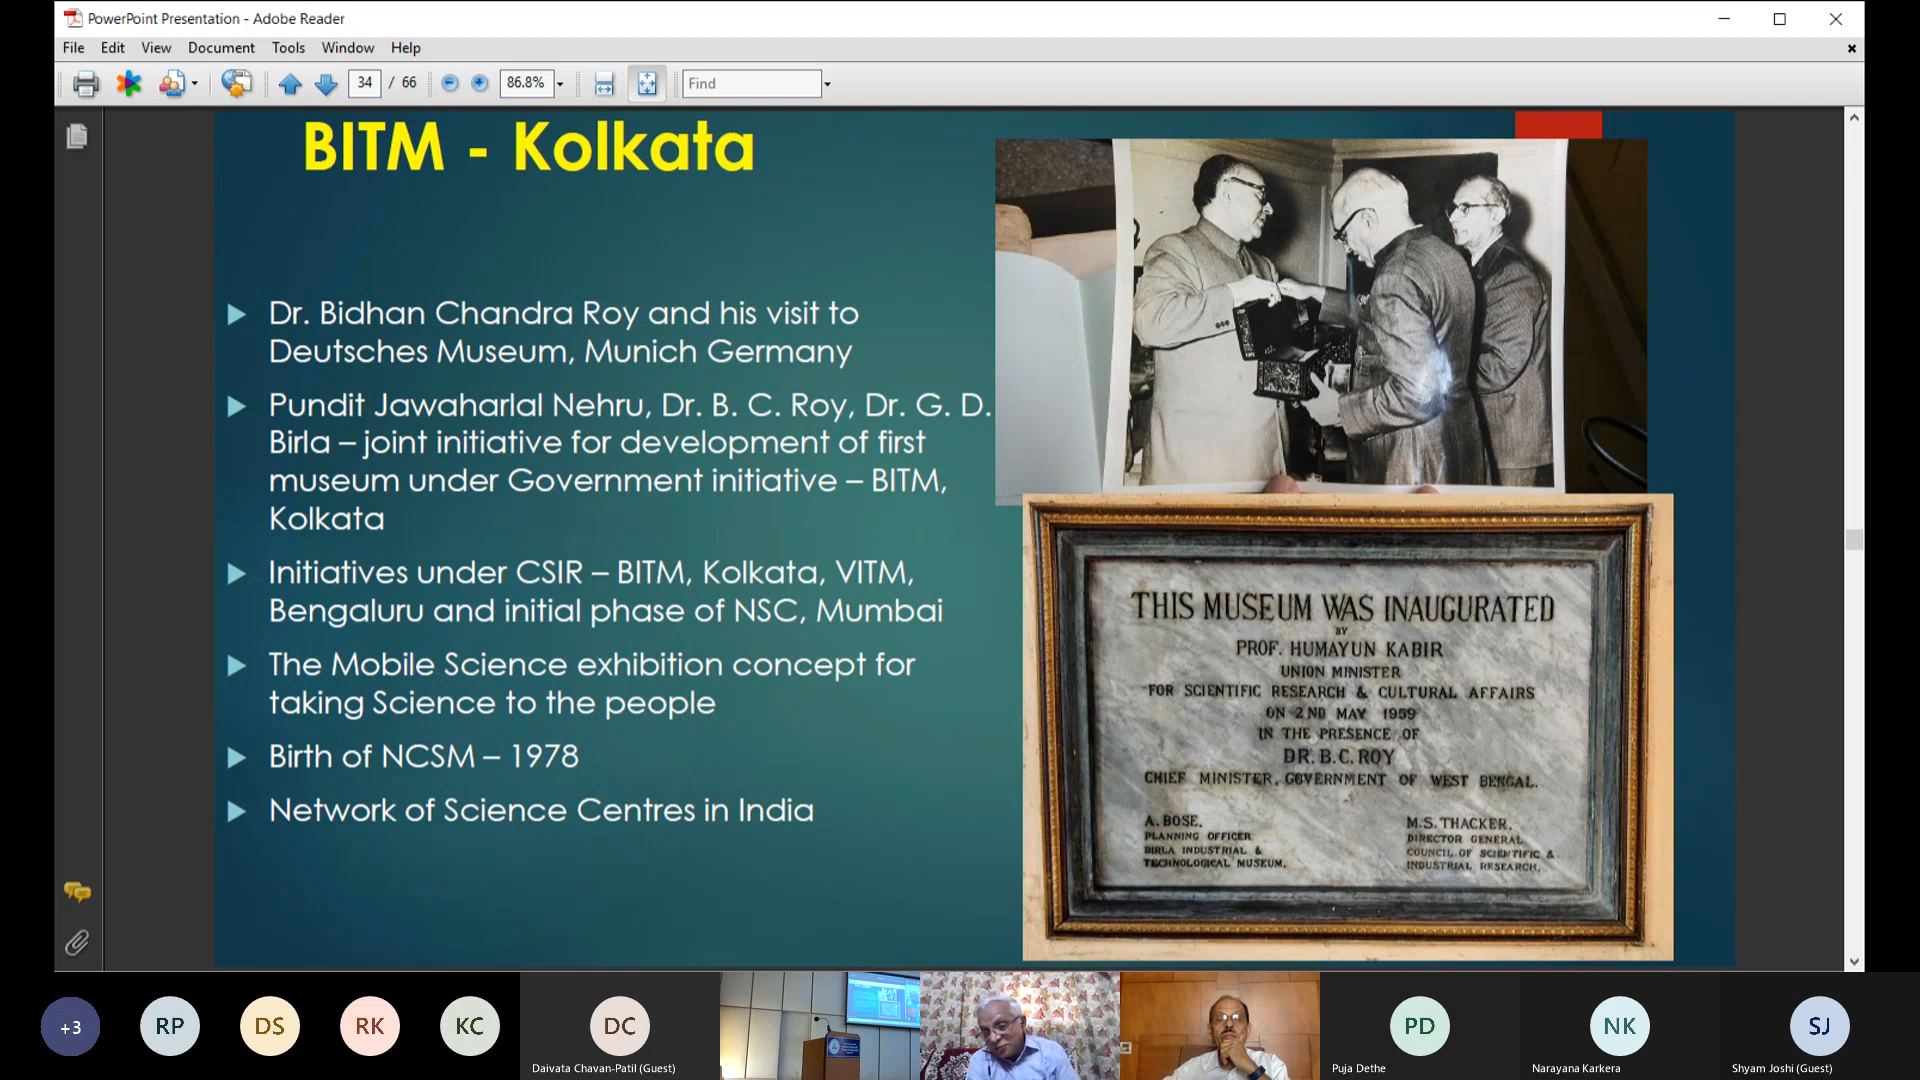 PowerPoint Presentation - Adobe Reader
File Edit View Document Tools Window Help
34 / 66 86.8% Find
BITM - Kolkata
Dr. Bidhan Chandra Roy and his visit to
Deutsches Museum, Munich Germany
Pundit Jawaharlal Nehru, Dr. B. C. Roy, Dr. G. D.
Birla – joint initiative for development of first
museum under Government initiative – BITM,
Kolkata
Initiatives under CSIR – BITM, Kolkata, VITM,
Bengaluru and initial phase of NSC, Mumbai
The Mobile Science exhibition concept for
taking Science to the people
Birth of NCSM – 1978
Network of Science Centres in India
THIS MUSEUM WAS INAUGURATED
BY
PROF. HUMAYUN KABIR
UNION MINISTER
FOR SCIENTIFIC RESEARCH & CULTURAL AFFAIRS
ON 2ND MAY 1959
IN THE PRESENCE OF
DR. B.C. ROY
CHIEF MINISTER, GOVERNMENT OF WEST BENGAL.
A. BOSE,
PLANNING OFFICER
BIRLA INDUSTRIAL &
TECHNOLOGICAL MUSEUM.
M.S. THACKER,
DIRECTOR GENERAL,
COUNCIL OF SCIENTIFIC &
INDUSTRIAL RESEARCH.
+3 RP DS RK KC DC PD NK SJ
Daivata Chavan-Patil (Guest) Puja Dethe Narayana Karkera Shyam Joshi (Guest)